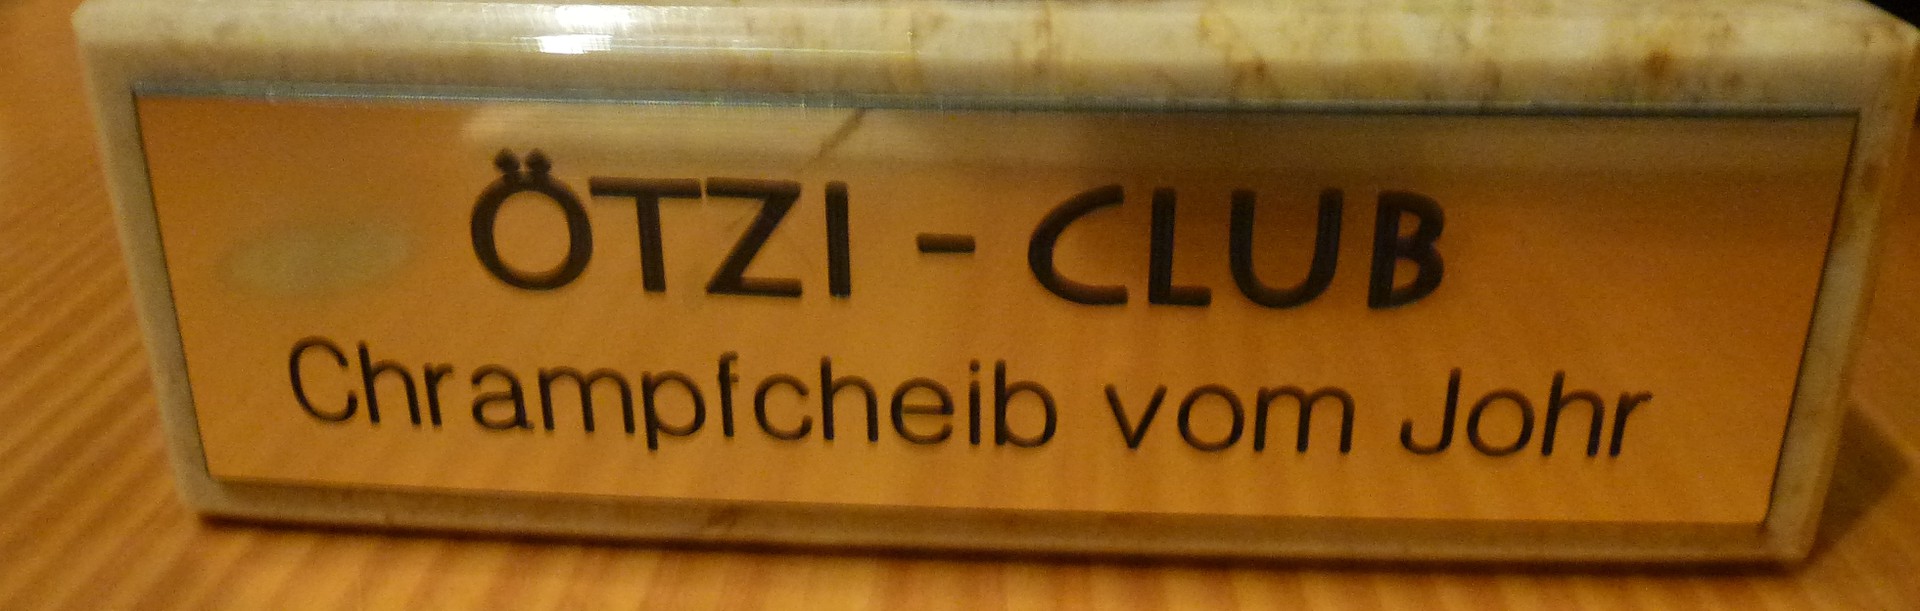 ÖTZI - CLUB
Chrampfcheib vom Johr